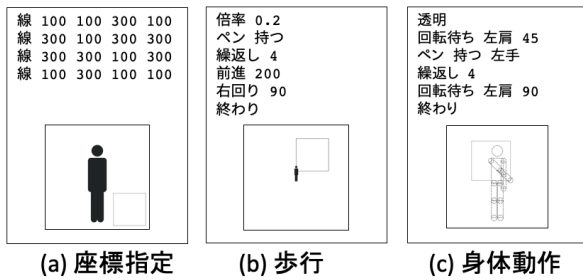 線 100 100 300 100
線 300 100 300 300
線 300 300 100 300
線 100 300 100 100
(a) 座標指定
倍率 0.2
ペン 持つ
繰返し 4
前進 200
右回り 90
終わり
(b) 歩行
透明
回転待ち 左肩 45
ペン 持つ 左手
繰返し 4
回転待ち 左肩 90
終わり
(c) 身体動作